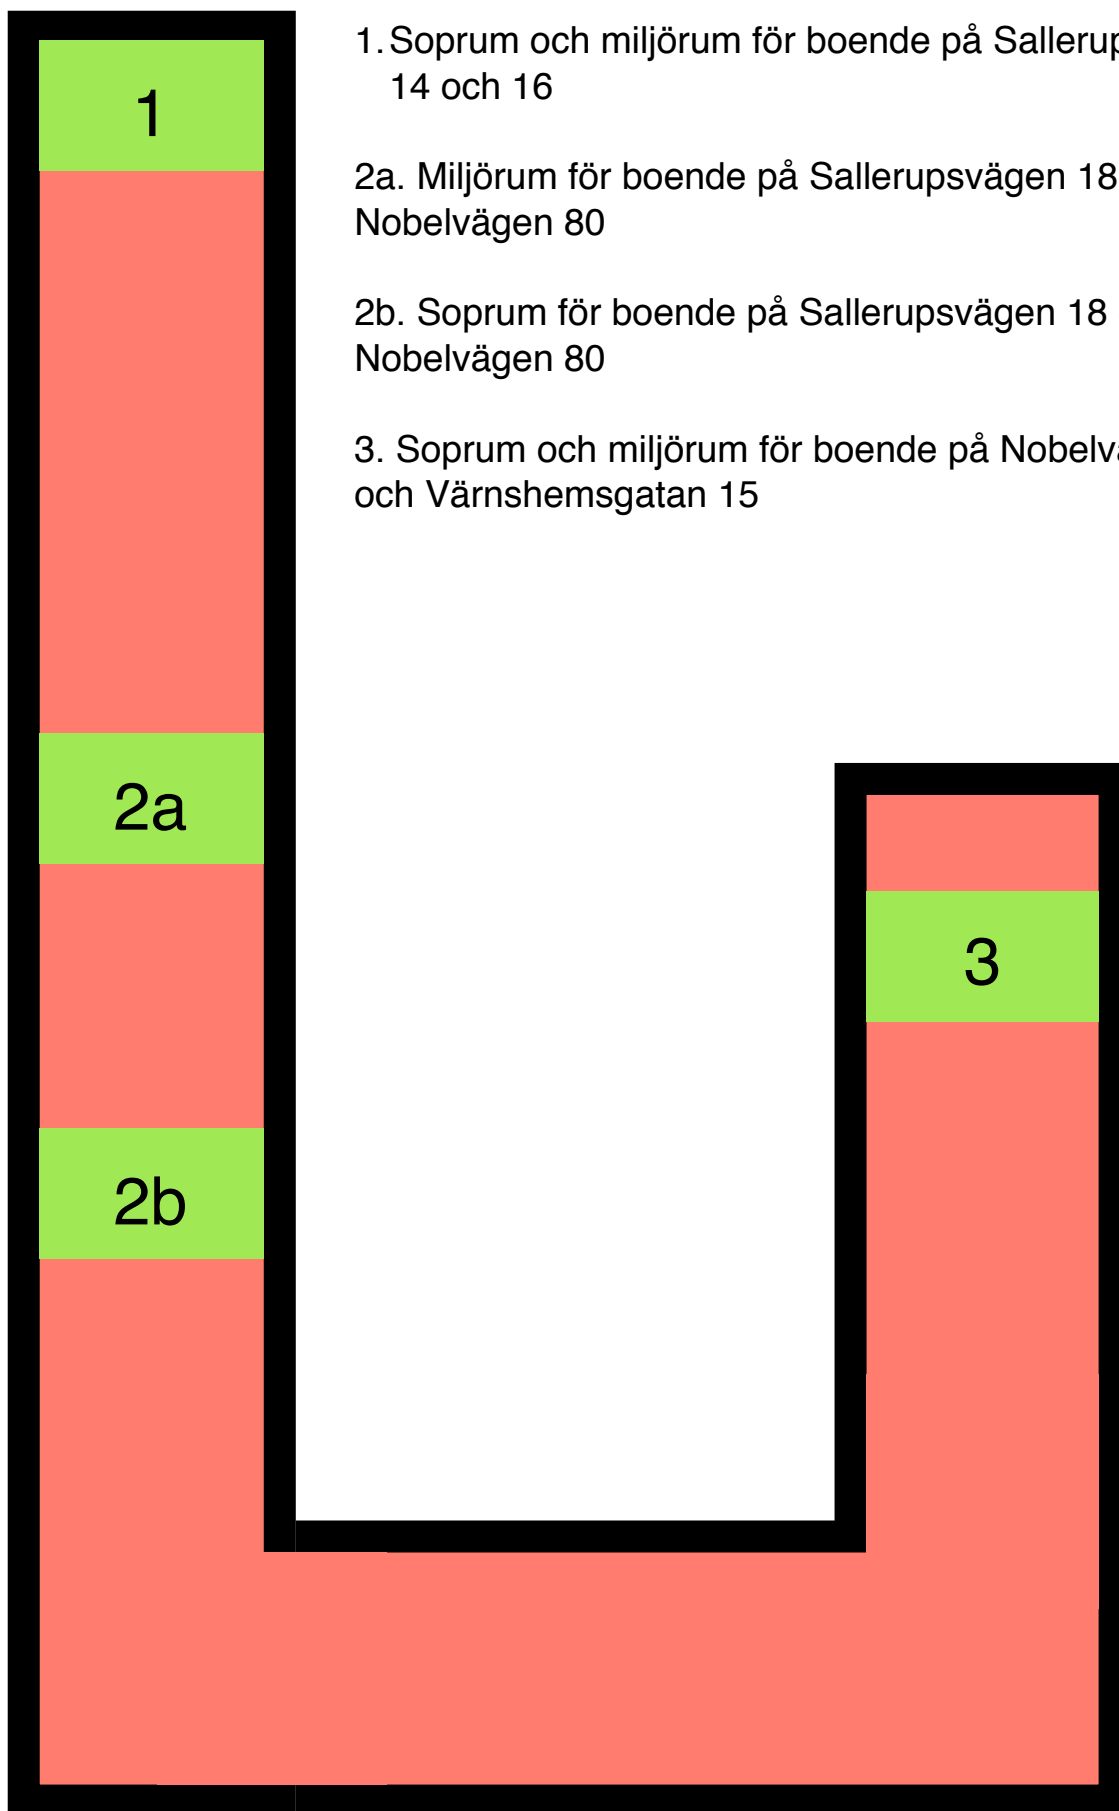 1. Soprum och miljörum för boende på
14 och 16
2a. Miljörum för boende på Sallerupsvägen 18
Nobelvägen 80
2b. Soprum för boende på Sallerupsvägen 18
Nobelvägen 80
3. Soprum och miljörum för boende på
och Värnshemsgatan 15
1
2a
3
2b